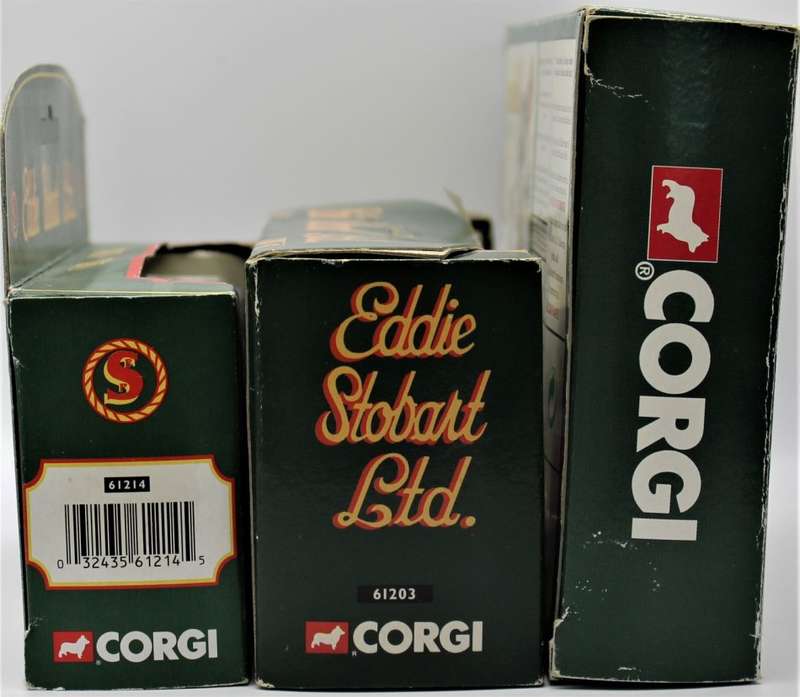 S
61214
0 32435 61214 5
CORGI
Eddie
Stobart
Ltd.
61203
CORGI
® CORGI